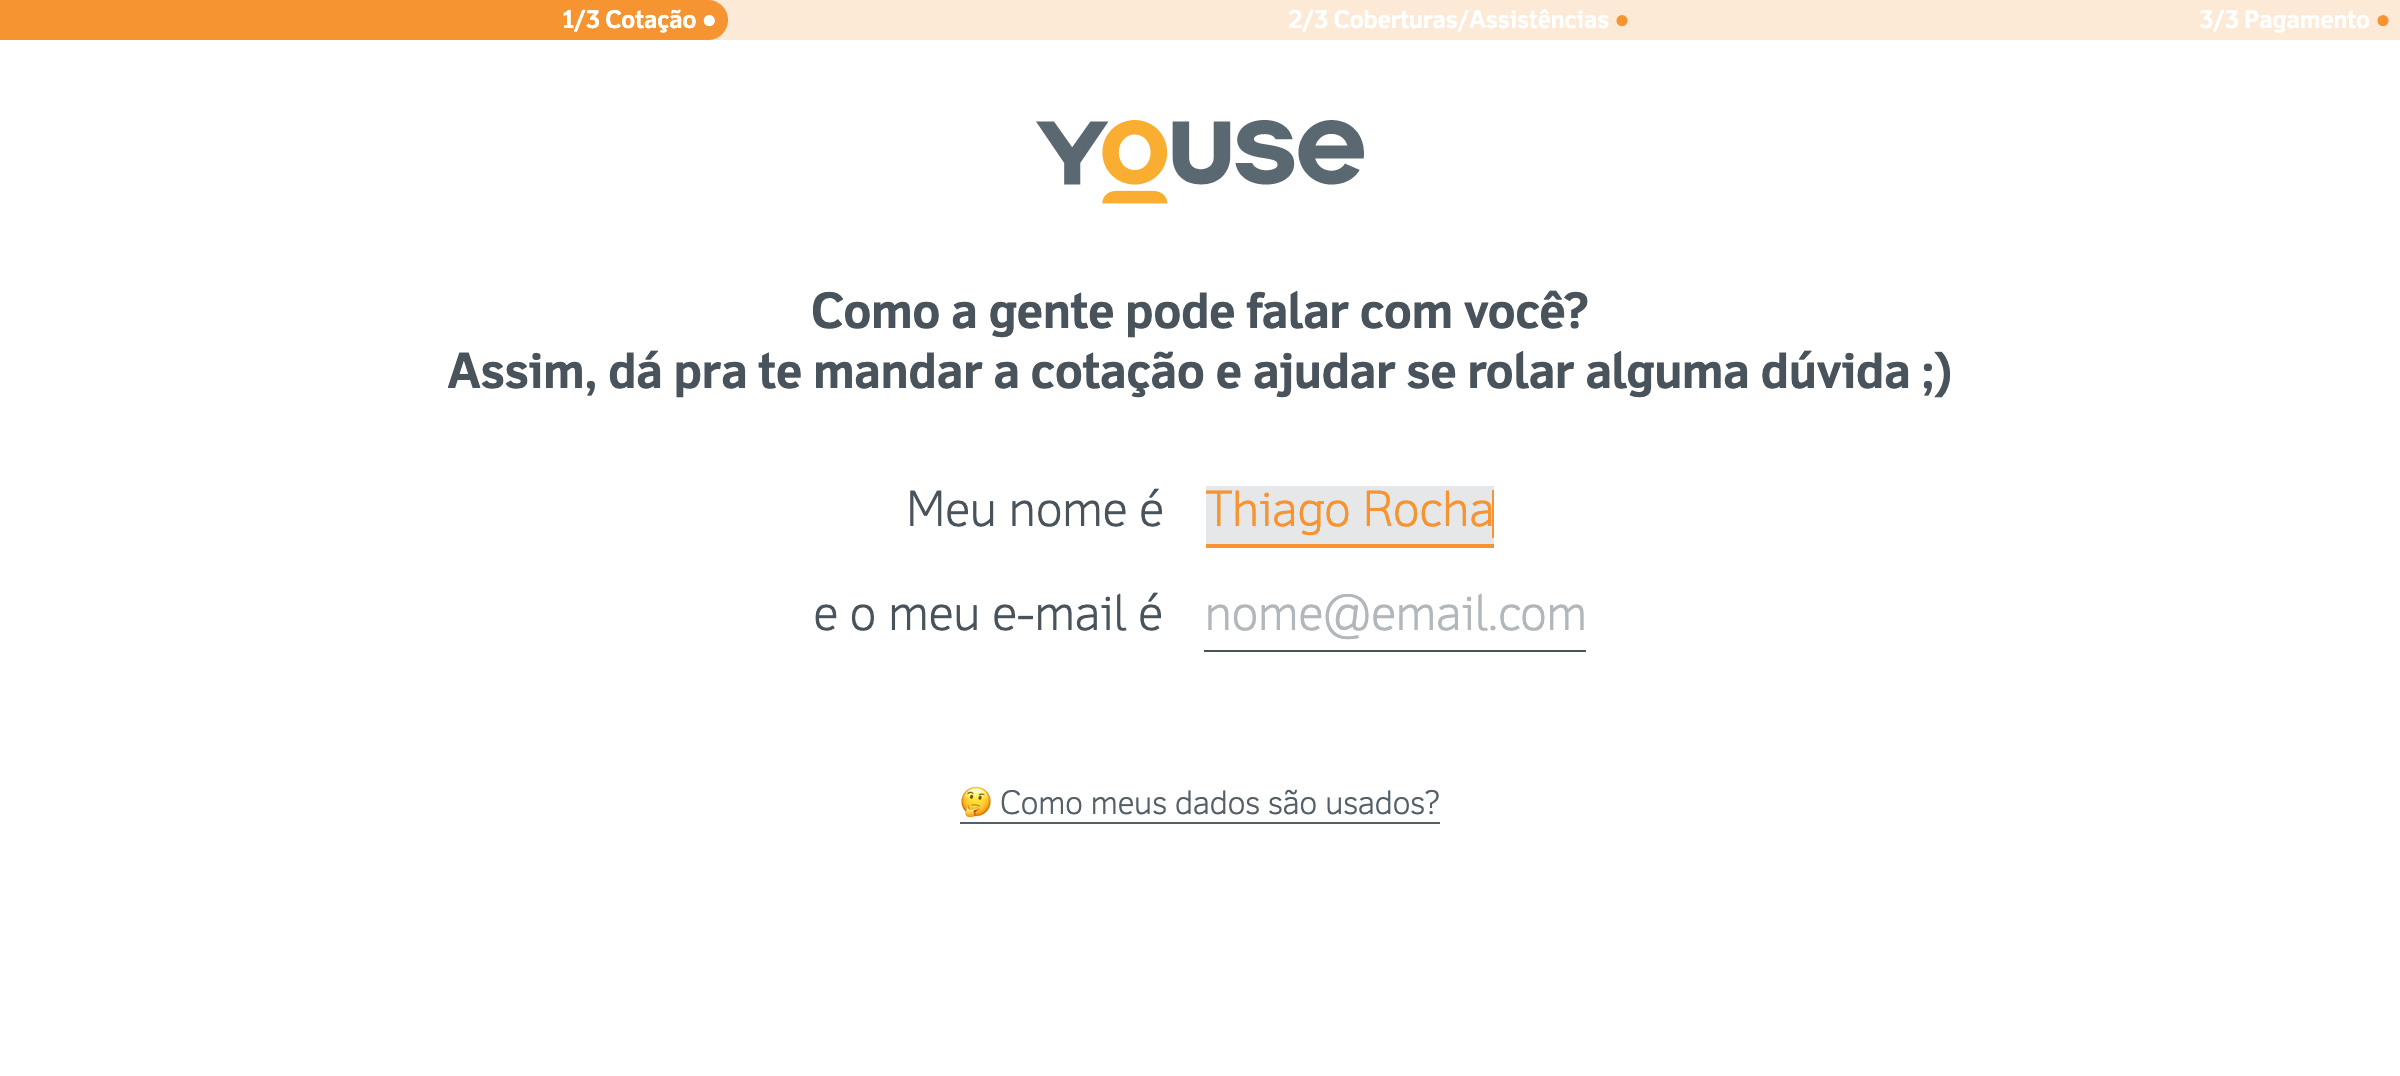 1/3 Cotação
2/3 Coberturas/Assistências
3/3 Pagamento
Youse
Como a gente pode falar com você?
Assim, dá pra te mandar a cotação e ajudar se rolar alguma dúvida ;)
Meu nome é Thiago Rocha
e o meu e-mail é nome@email.com
🤔 Como meus dados são usados?